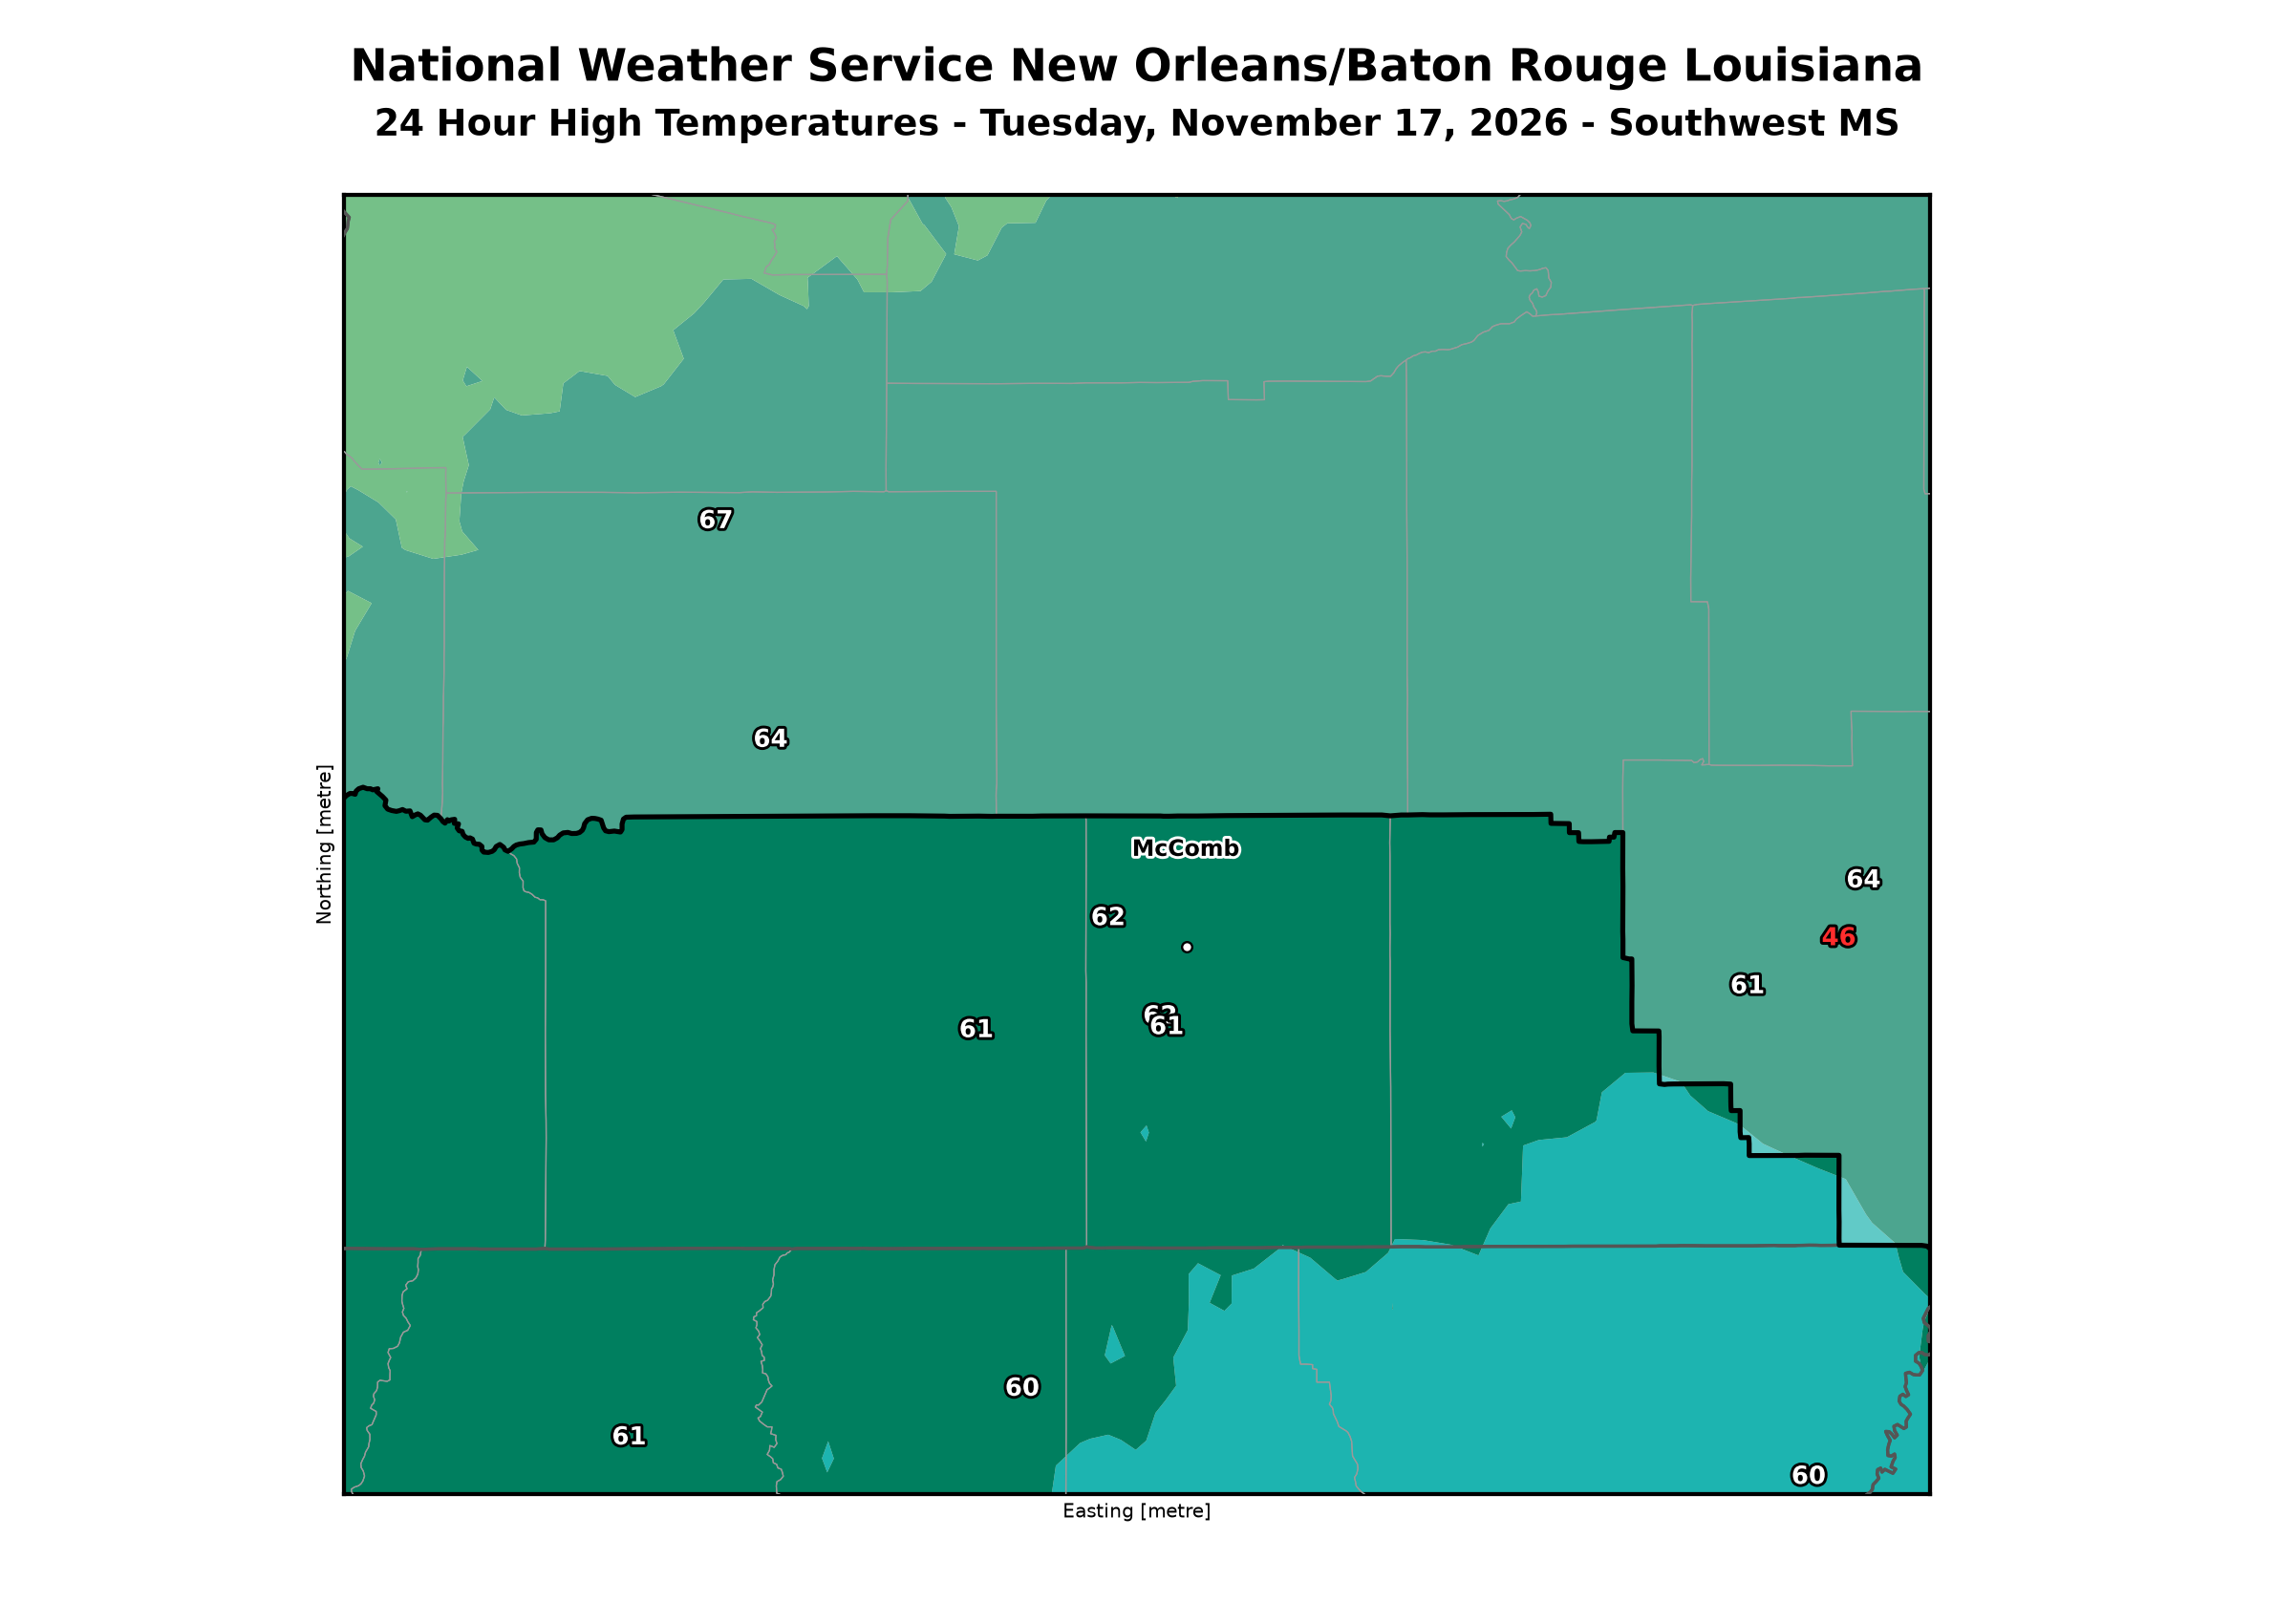 National Weather Service New Orleans/Baton Rouge Louisiana
24 Hour High Temperatures - Tuesday, November 17, 2026 - Southwest MS
67
64
McComb
64
62
46
61
61
61
60
61
60
Northing [metre]
Easting [metre]